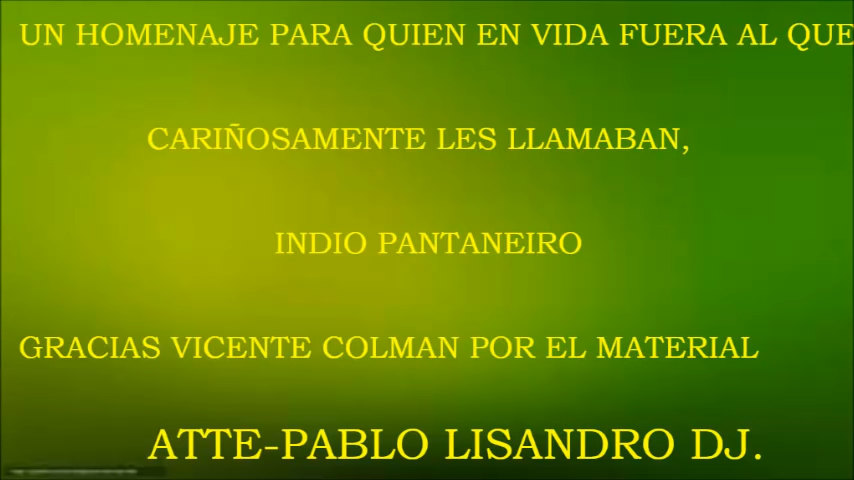 UN HOMENAJE PARA QUIEN EN VIDA FUERA AL QUE
CARIÑOSAMENTE LES LLAMABAN,
INDIO PANTANEIRO
GRACIAS VICENTE COLMAN POR EL MATERIAL
ATTE-PABLO LISANDRO DJ.